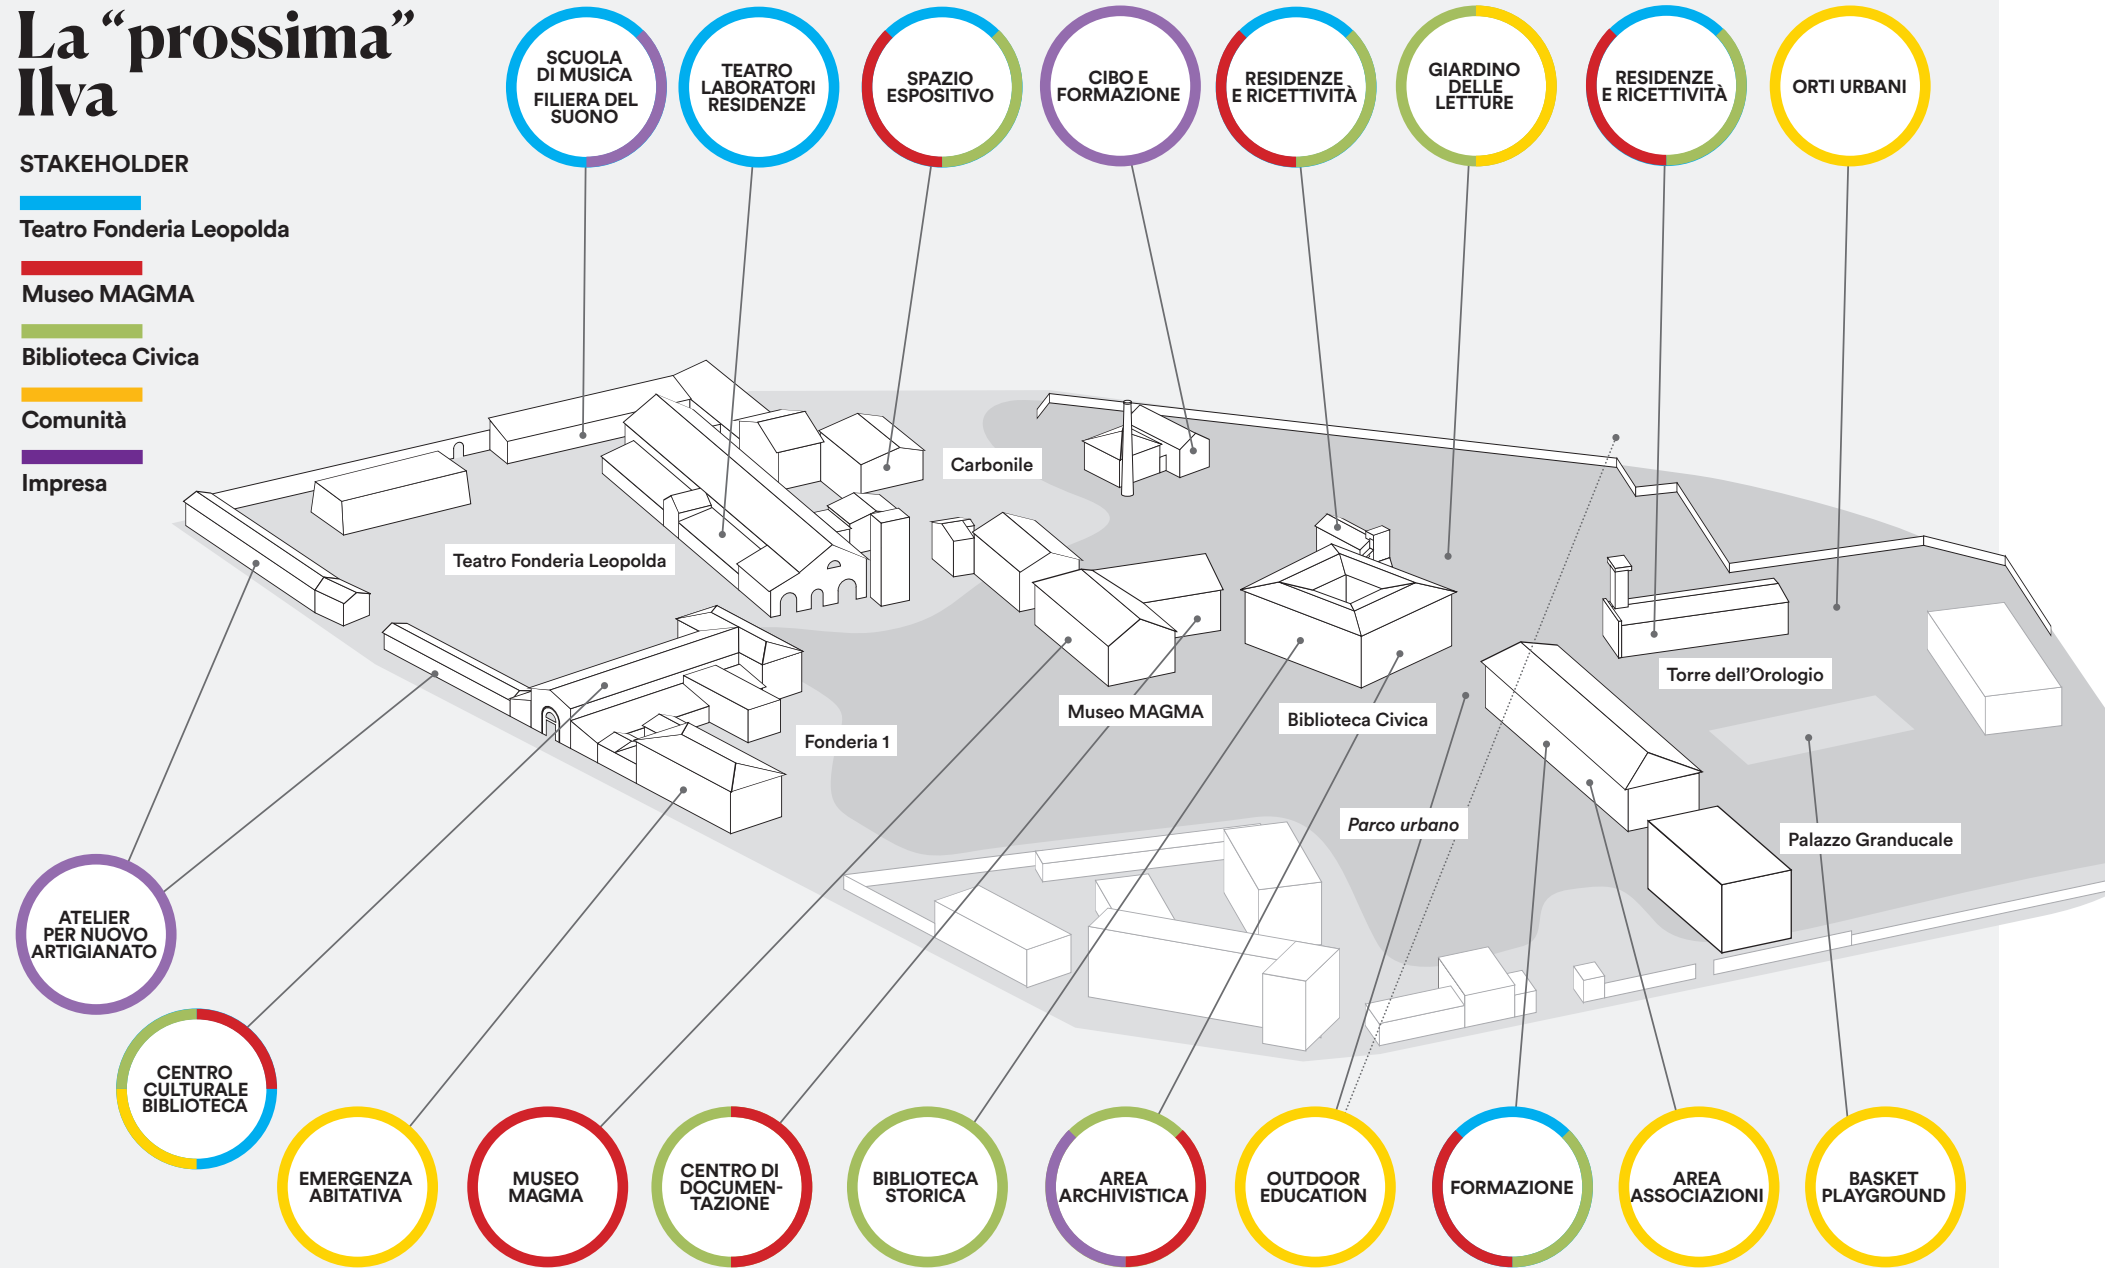 La “prossima”
Ilva
STAKEHOLDER
Teatro Fonderia Leopolda
Museo MAGMA
Biblioteca Civica
Comunità
Impresa
SCUOLA
DI MUSICA
FILIERA DEL
SUONO
TEATRO
LABORATORI
RESIDENZE
SPAZIO
ESPOSITIVO
CIBO E
FORMAZIONE
RESIDENZE
E RICETTIVITÀ
GIARDINO
DELLE
LETTURE
RESIDENZE
E RICETTIVITÀ
ORTI URBANI
Carbonile
Teatro Fonderia Leopolda
Fonderia 1
Museo MAGMA
Biblioteca Civica
Torre dell’Orologio
Parco urbano
Palazzo Granducale
ATELIER
PER NUOVO
ARTIGIANATO
CENTRO
CULTURALE
BIBLIOTECA
EMERGENZA
ABITATIVA
MUSEO
MAGMA
CENTRO DI
DOCUMEN-
TAZIONE
BIBLIOTECA
STORICA
AREA
ARCHIVISTICA
OUTDOOR
EDUCATION
FORMAZIONE
AREA
ASSOCIAZIONI
BASKET
PLAYGROUND